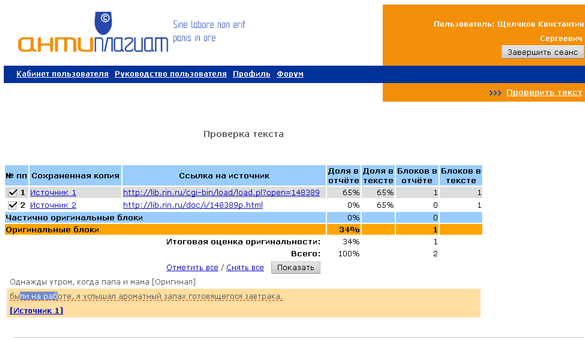 антиплагиат
Sine labore non erit
panis in ore
Пользователь: Щелчков Константин
Сергеевич
Завершить сеанс
Кабинет пользователя Руководство пользователя Профиль Форум
>>> Проверить текст
Проверка текста
№ пп Сохраненная копия Ссылка на источник Доля в отчёте Доля в тексте Блоков в отчёте Блоков в тексте
1 Источник 1 http://lib.rin.ru/cgi-bin/load/load.pl?open=148389 65% 65% 1 1
2 Источник 2 http://lib.rin.ru/doc/i/148389p.html 0% 65% 0 1
Частично оригинальные блоки 0% 0
Оригинальные блоки 34% 1
Итоговая оценка оригинальности: 34% 1
Всего: 100% 2
Отметить все / Снять все Показать
Однажды утром, когда папа и мама [Оригинал]
были на работе, я услышал ароматный запах готовящегося завтрака.
[Источник 1]